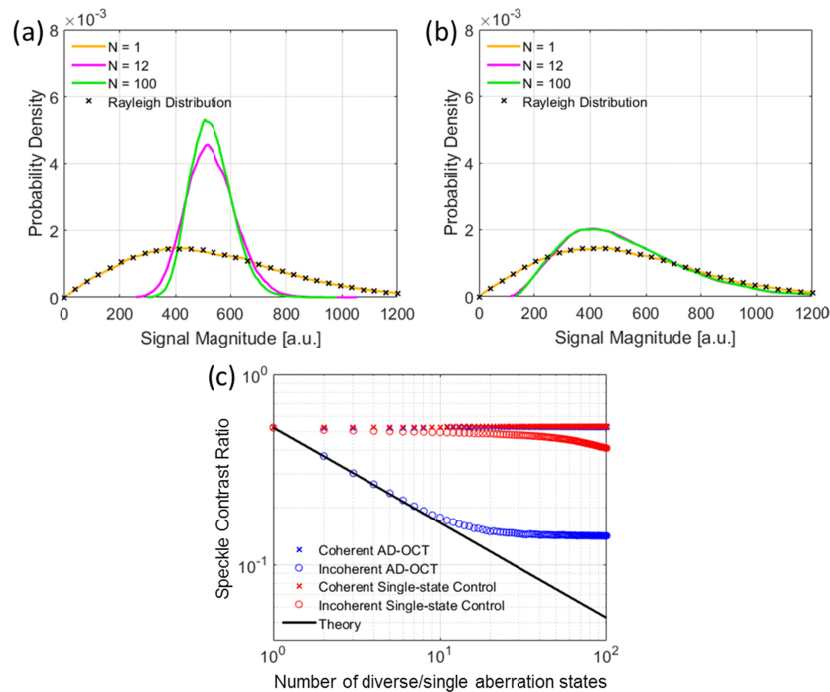 (a)
×10⁻³
8
6
4
2
0
Probability Density
N = 1
N = 12
N = 100
Rayleigh Distribution
0 200 400 600 800 1000 1200
Signal Magnitude [a.u.]
(b)
×10⁻³
8
6
4
2
0
Probability Density
N = 1
N = 12
N = 100
Rayleigh Distribution
0 200 400 600 800 1000 1200
Signal Magnitude [a.u.]
(c)
10⁰
10⁻¹
Speckle Contrast Ratio
Coherent AD-OCT
Incoherent AD-OCT
Coherent Single-state Control
Incoherent Single-state Control
Theory
10⁰ 10¹ 10²
Number of diverse/single aberration states